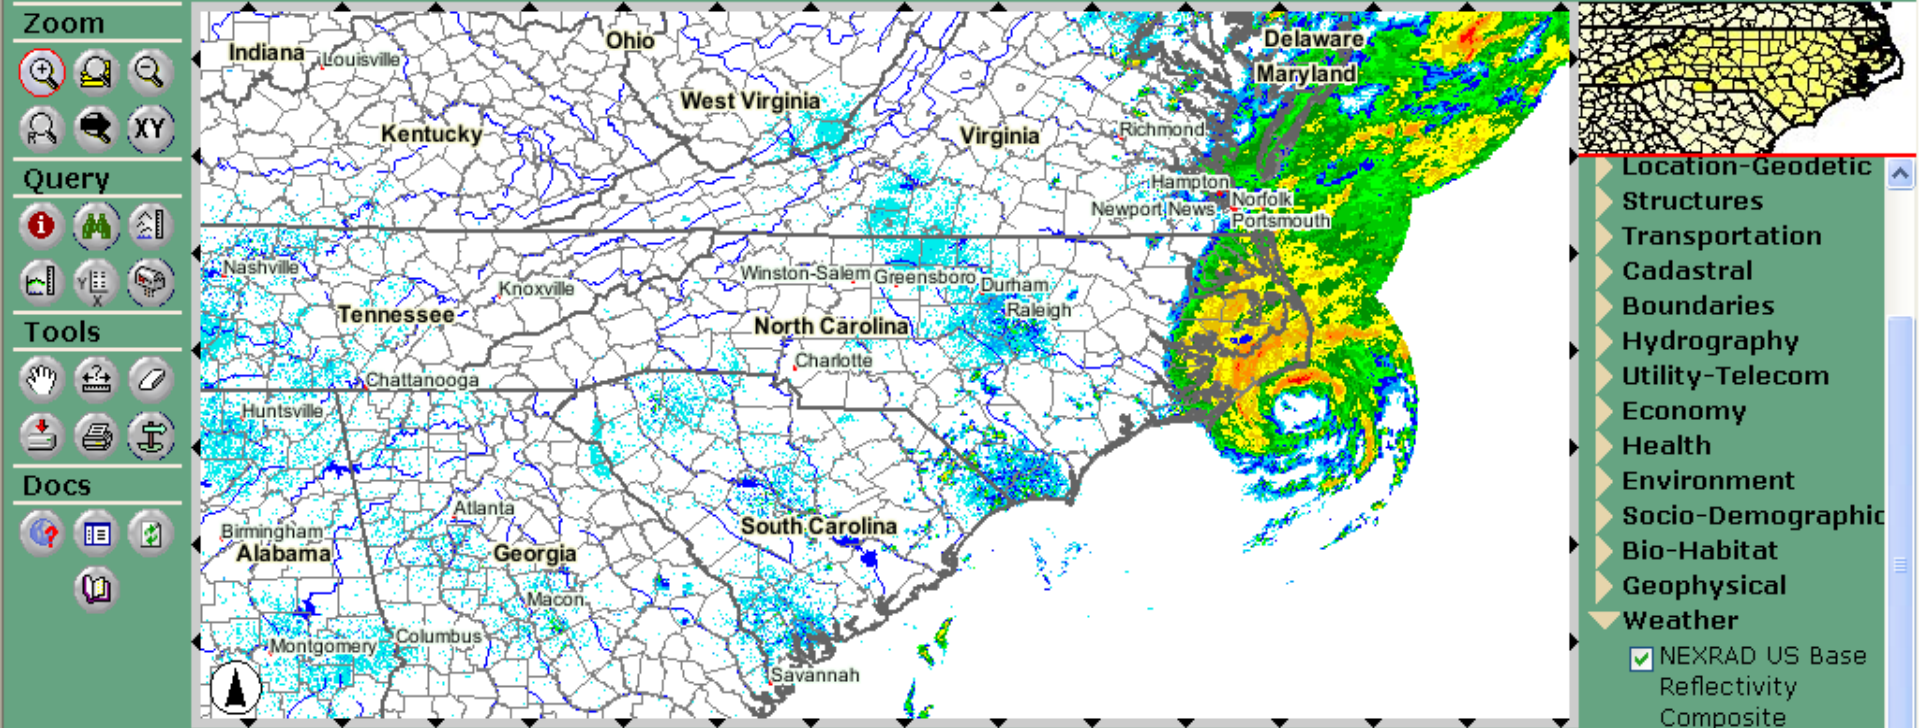 Zoom
XY
Query
Tools
Docs
Indiana
Louisville
Ohio
Delaware
Maryland
West Virginia
Kentucky
Virginia
Richmond
Hampton
Newport News
Norfolk
Portsmouth
Nashville
Knoxville
Winston-Salem
Greensboro
Durham
Raleigh
Tennessee
North Carolina
Charlotte
Chattanooga
Huntsville
Atlanta
South Carolina
Birmingham
Alabama
Georgia
Macon
Columbus
Montgomery
Savannah
Location-Geodetic
Structures
Transportation
Cadastral
Boundaries
Hydrography
Utility-Telecom
Economy
Health
Environment
Socio-Demographic
Bio-Habitat
Geophysical
Weather
NEXRAD US Base
Reflectivity
Composite